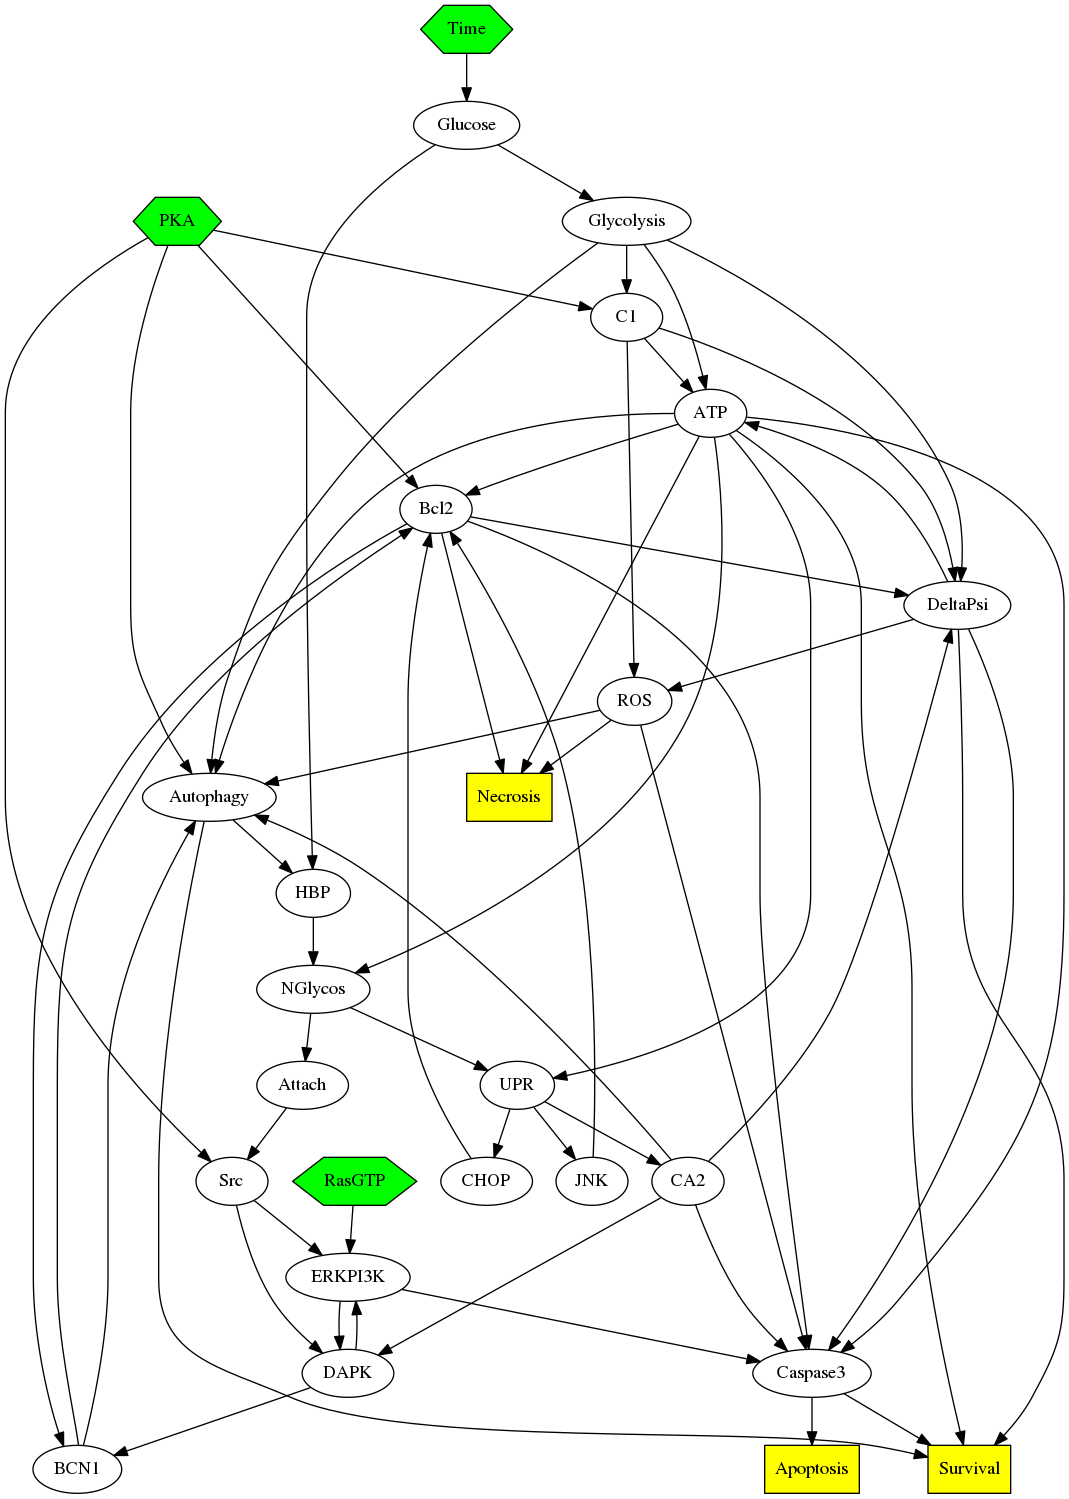 Time
Glucose
PKA
Glycolysis
C1
ATP
Bcl2
DeltaPsi
ROS
Autophagy
Necrosis
HBP
NGlycos
Attach
UPR
Src
RasGTP
CHOP
JNK
CA2
ERKPI3K
DAPK
Caspase3
BCN1
Apoptosis
Survival